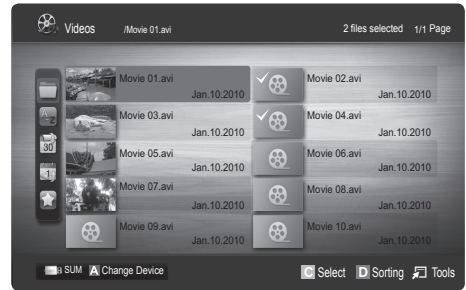 Videos /Movie 01.avi 2 files selected 1/1 Page
Movie 01.avi
Jan.10.2010
Movie 02.avi
Jan.10.2010
Movie 03.avi
Jan.10.2010
Movie 04.avi
Jan.10.2010
Movie 05.avi
Jan.10.2010
Movie 06.avi
Jan.10.2010
Movie 07.avi
Jan.10.2010
Movie 08.avi
Jan.10.2010
Movie 09.avi
Jan.10.2010
Movie 10.avi
Jan.10.2010
30
1
SUM A Change Device C Select D Sorting Tools